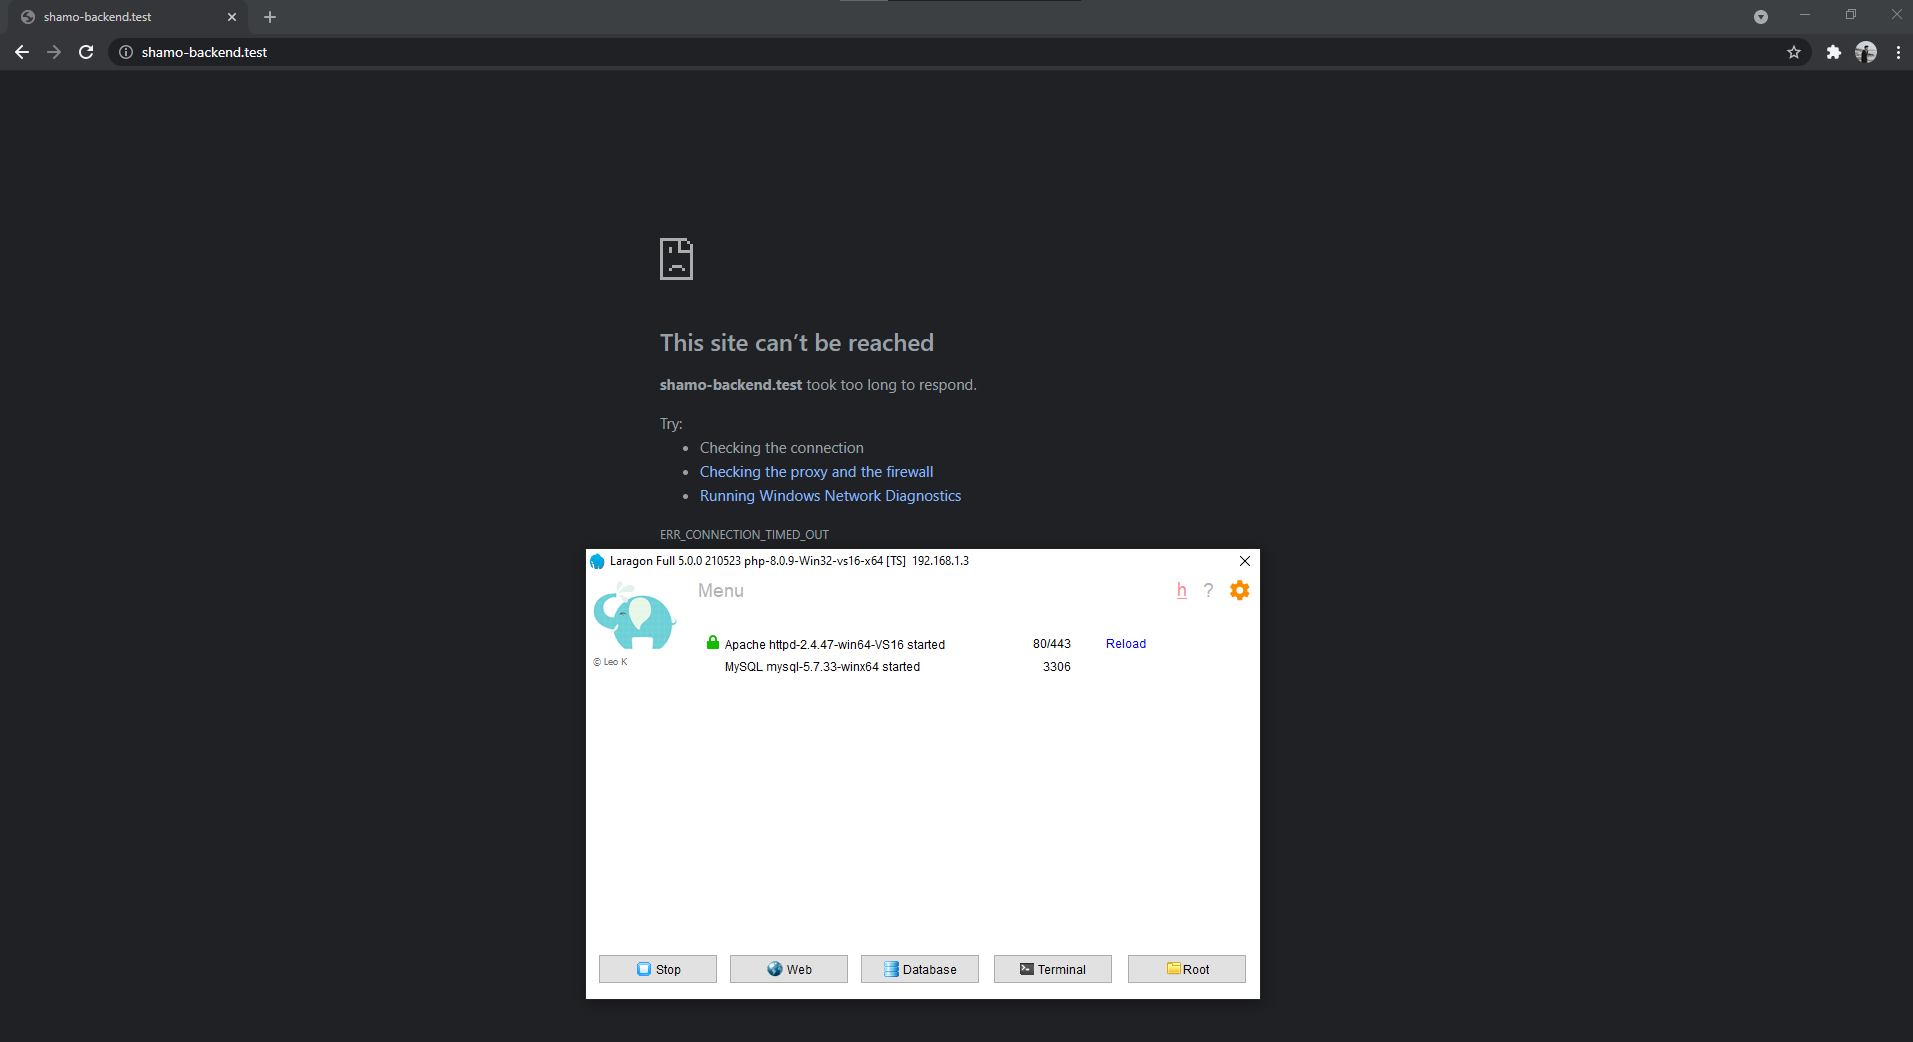 shamo-backend.test
shamo-backend.test
This site can’t be reached
shamo-backend.test took too long to respond.
Try:
Checking the connection
Checking the proxy and the firewall
Running Windows Network Diagnostics
ERR_CONNECTION_TIMED_OUT
Laragon Full 5.0.0 210523 php-8.0.9-Win32-vs16-x64 [TS] 192.168.1.3
Menu
h ?
© Leo K
Apache httpd-2.4.47-win64-VS16 started 80/443 Reload
MySQL mysql-5.7.33-winx64 started 3306
Stop Web Database Terminal Root